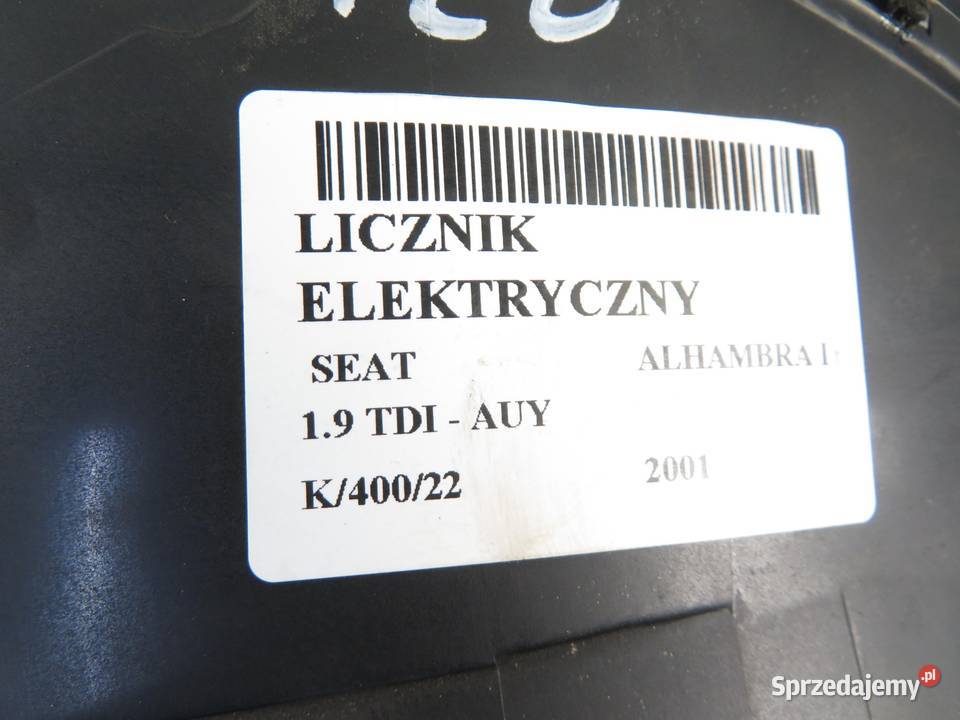 LICZNIK
ELEKTRYCZNY
SEAT ALHAMBRA I
1.9 TDI - AUY
K/400/22 2001
Sprzedajemy.pl